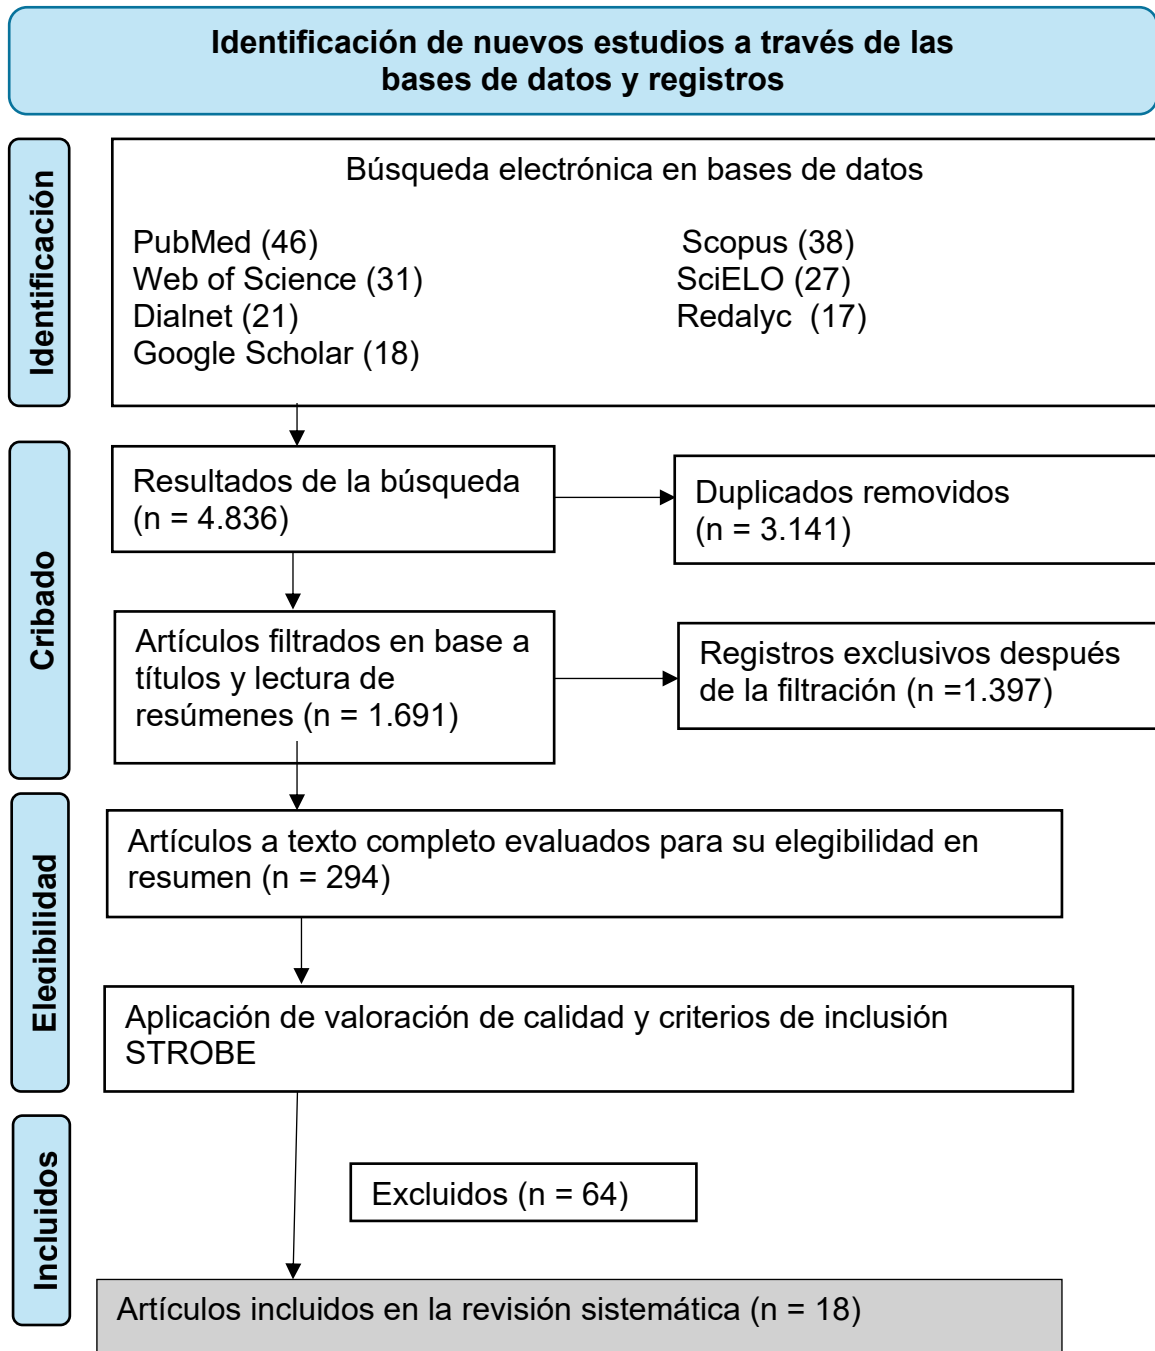 Identificación de nuevos estudios a través de las
bases de datos y registros
Identificación
Búsqueda electrónica en bases de datos
PubMed (46)
Scopus (38)
Web of Science (31)
SciELO (27)
Dialnet (21)
Redalyc (17)
Google Scholar (18)
Cribado
Resultados de la búsqueda
(n = 4.836)
Duplicados removidos
(n = 3.141)
Artículos filtrados en base a
títulos y lectura de
resúmenes (n = 1.691)
Registros exclusivos después
de la filtración (n =1.397)
Elegibilidad
Artículos a texto completo evaluados para su elegibilidad en
resumen (n = 294)
Aplicación de valoración de calidad y criterios de inclusión
STROBE
Incluidos
Excluidos (n = 64)
Artículos incluidos en la revisión sistemática (n = 18)